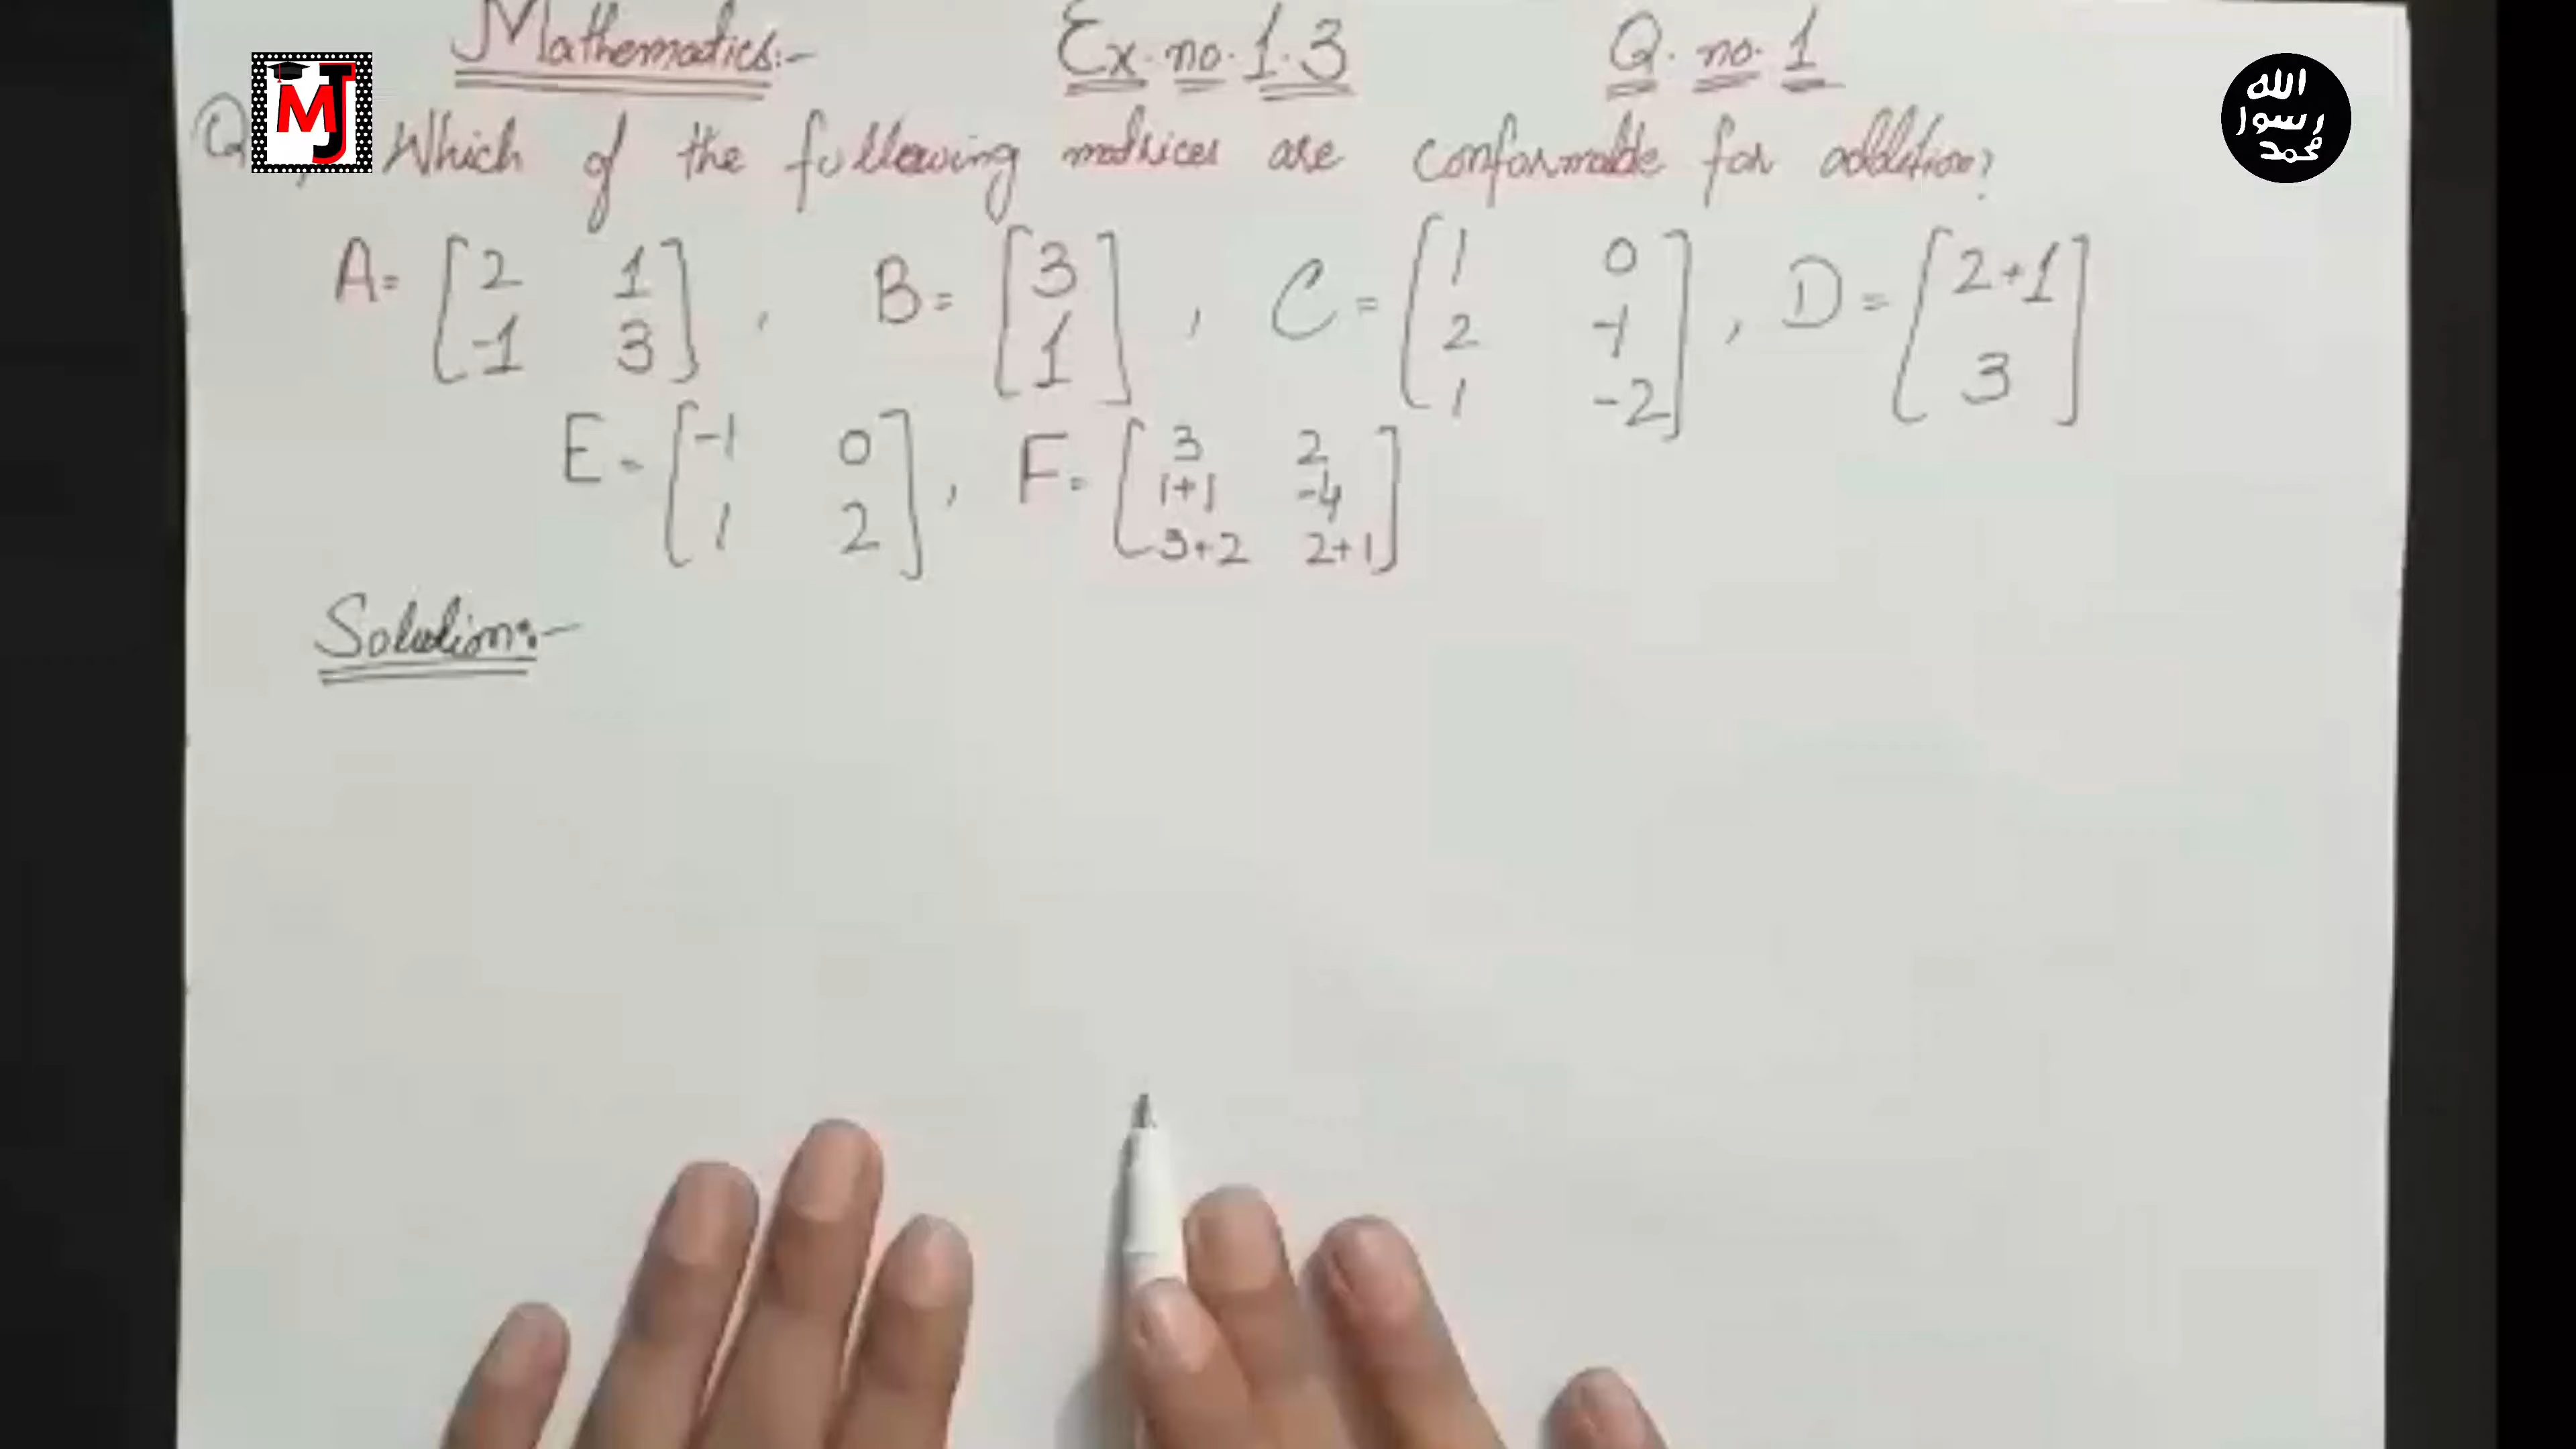 Mathematics:- Ex. no. 1.3 Q. no. 1
MJ
Q , Which of the following matrices are conformable for addition?
الله
رسول
محمد
A= [2 1 -1 3] , B= [3 1] , C= [1 0 2 -1 1 -2] , D= [2+1 3]
E= [-1 0 1 2] , F= [3 2 1+1 -4 3+2 2+1]
Solution:-